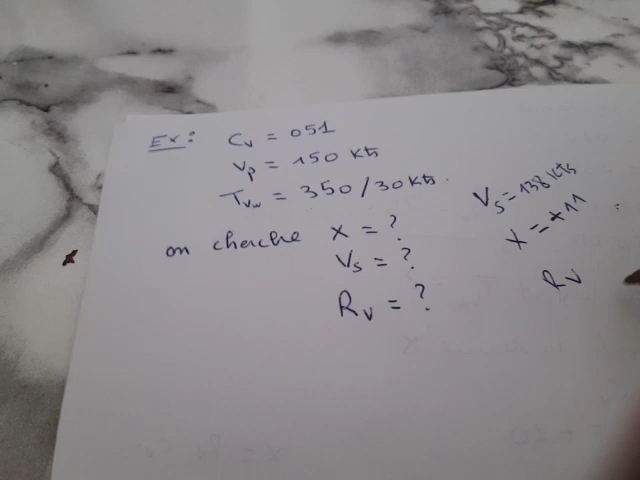 Ex: Cv = 051
Vp = 150 Kts
Tvw = 350/30 Kts.
on cherche X = ?
Vs = ?
Rv = ?
Vs = 138 Kts
X = +11
Rv